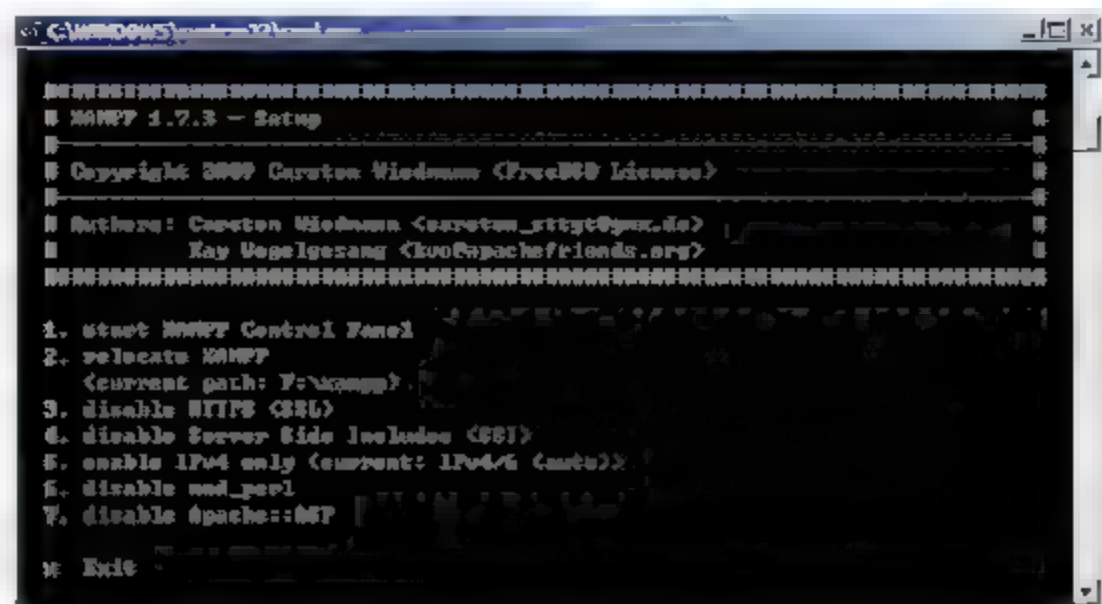 C:\WINDOWS\
# XAMPP 1.7.3 - Setup #
# Copyright 2009 Carsten Wiedmann (FreeBSD License) #
# Authors: Carsten Wiedmann <carsten_sttgt@gmx.de> #
# Kay Vogelgesang <kvo@apachefriends.org> #
1. start XAMPP Control Panel
2. relocate XAMPP
(current path: F:\xampp)
3. disable HTTPS (SSL)
4. disable Server Side Includes (SSI)
5. enable IPv4 only (current: IPv4/6 (auto))
6. disable mod_perl
7. disable Apache::ASP
x Exit